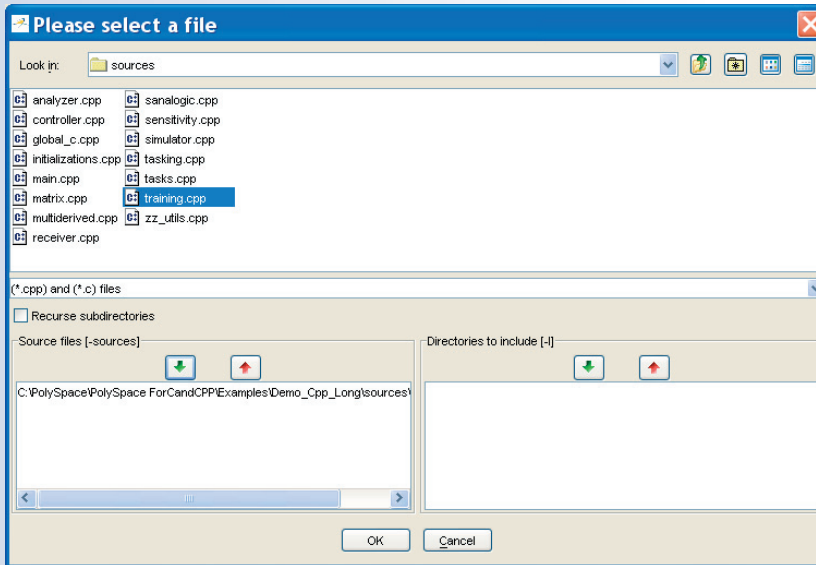 Please select a file
Look in: sources
analyzer.cpp sanalogic.cpp
controller.cpp sensitivity.cpp
global_c.cpp simulator.cpp
initializations.cpp tasking.cpp
main.cpp tasks.cpp
matrix.cpp training.cpp
multiderived.cpp zz_utils.cpp
receiver.cpp
(*.cpp) and (*.c) files
Recurse subdirectories
Source files [-sources] Directories to include [-I]
C:\PolySpace\PolySpace ForCandCPP\Examples\Demo_Cpp_Long\sources\
OK Cancel